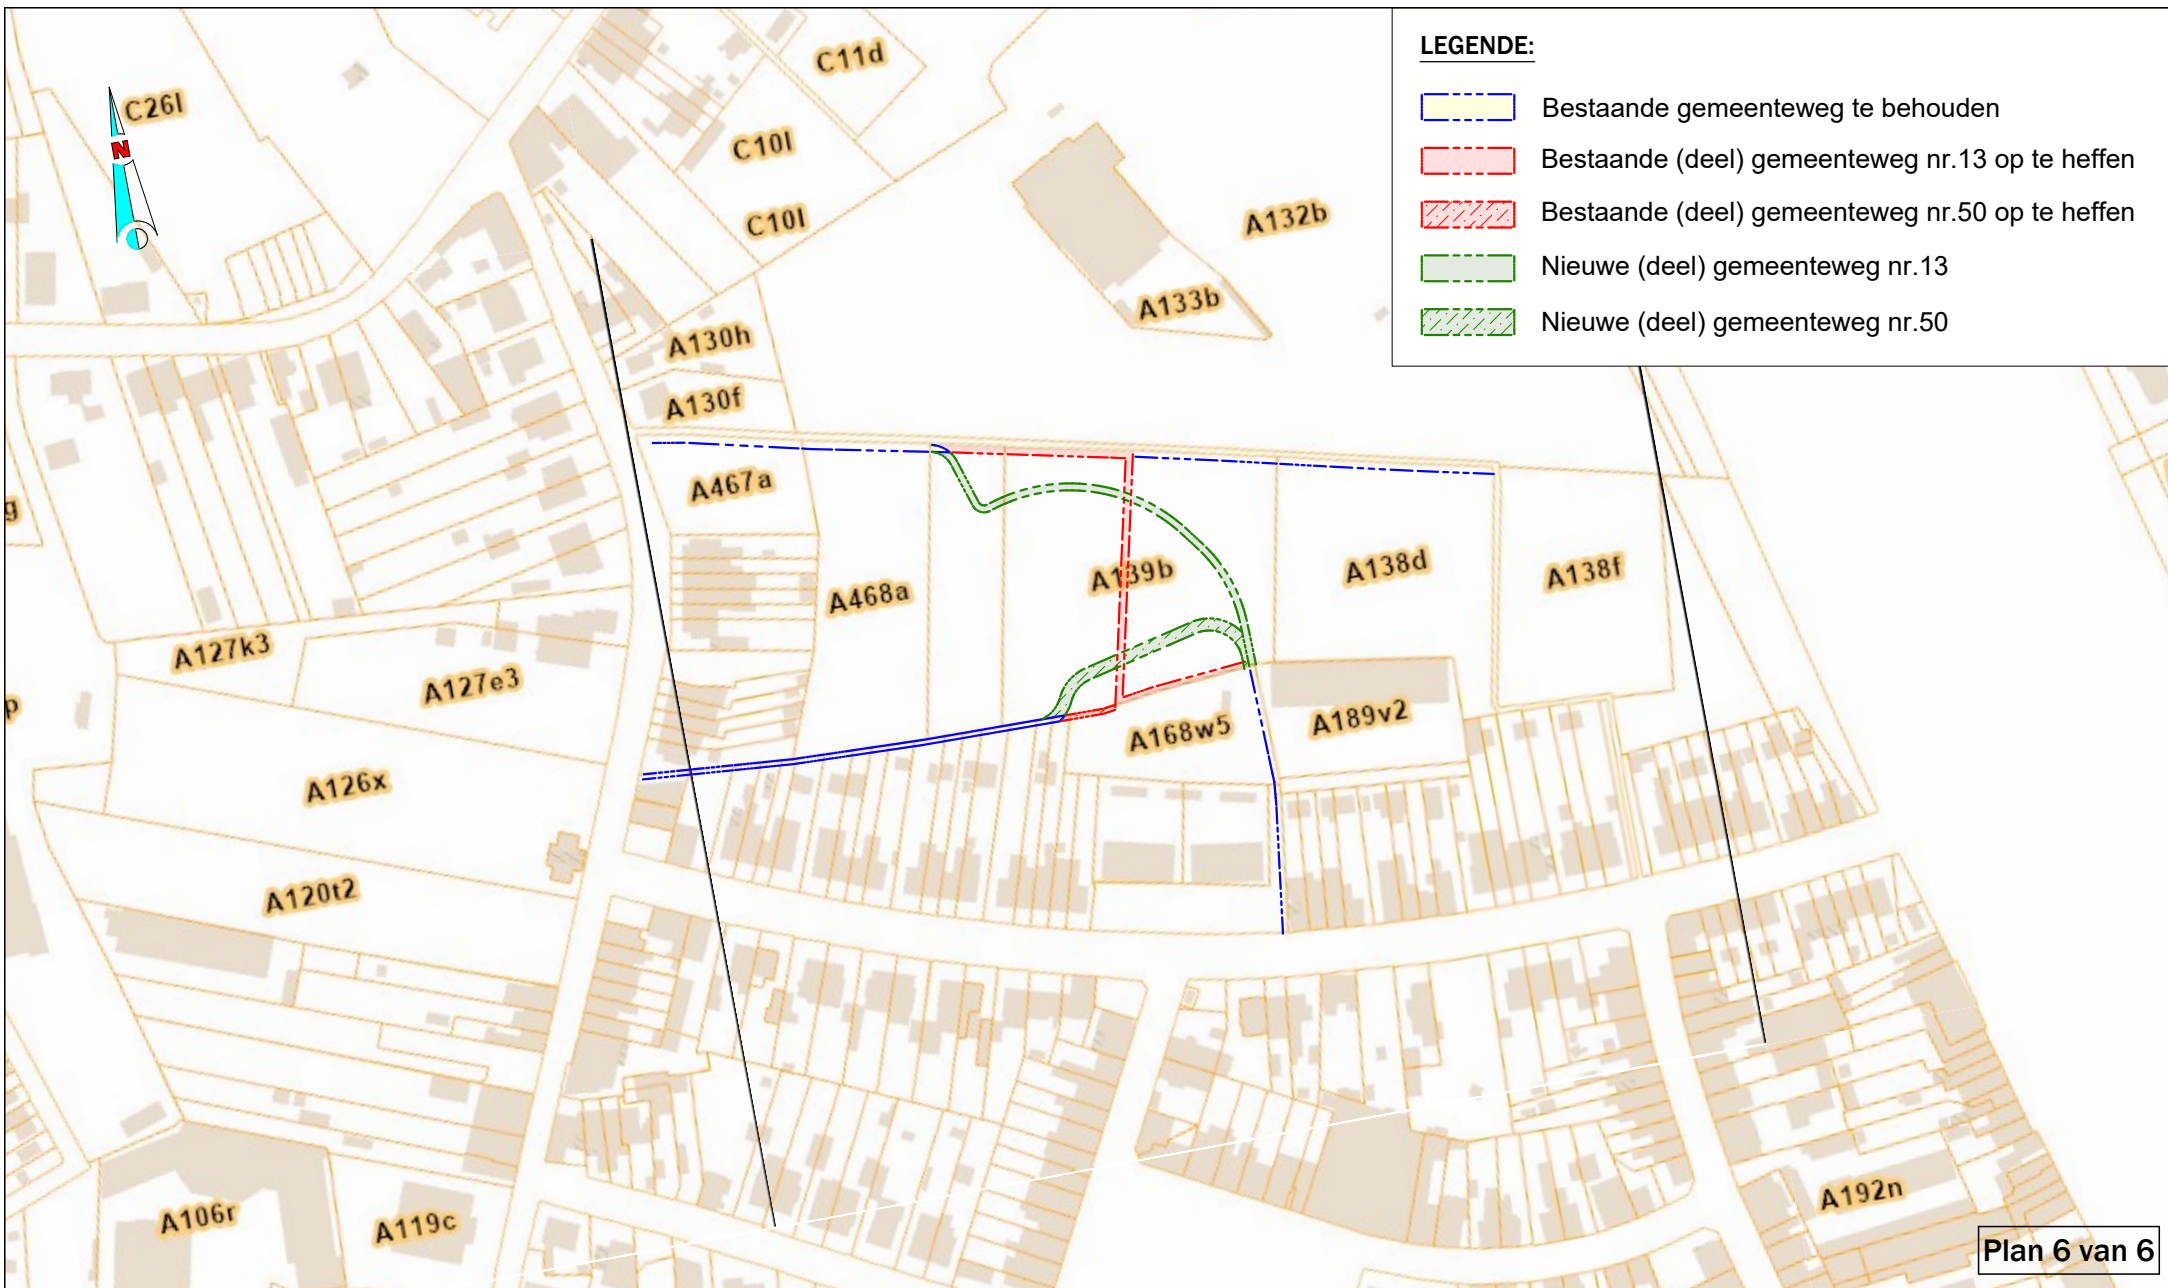 LEGENDE:
Bestaande gemeenteweg te behouden
Bestaande (deel) gemeenteweg nr.13 op te heffen
Bestaande (deel) gemeenteweg nr.50 op te heffen
Nieuwe (deel) gemeenteweg nr.13
Nieuwe (deel) gemeenteweg nr.50
C11d
C26l
N
C10l
C10l
A132b
A133b
A130h
A130f
A467a
g
A139b
A138d
A138f
A468a
A127k3
A127e3
p
A168w5
A189v2
A126x
A120t2
A192n
A106r
A119c
Plan 6 van 6